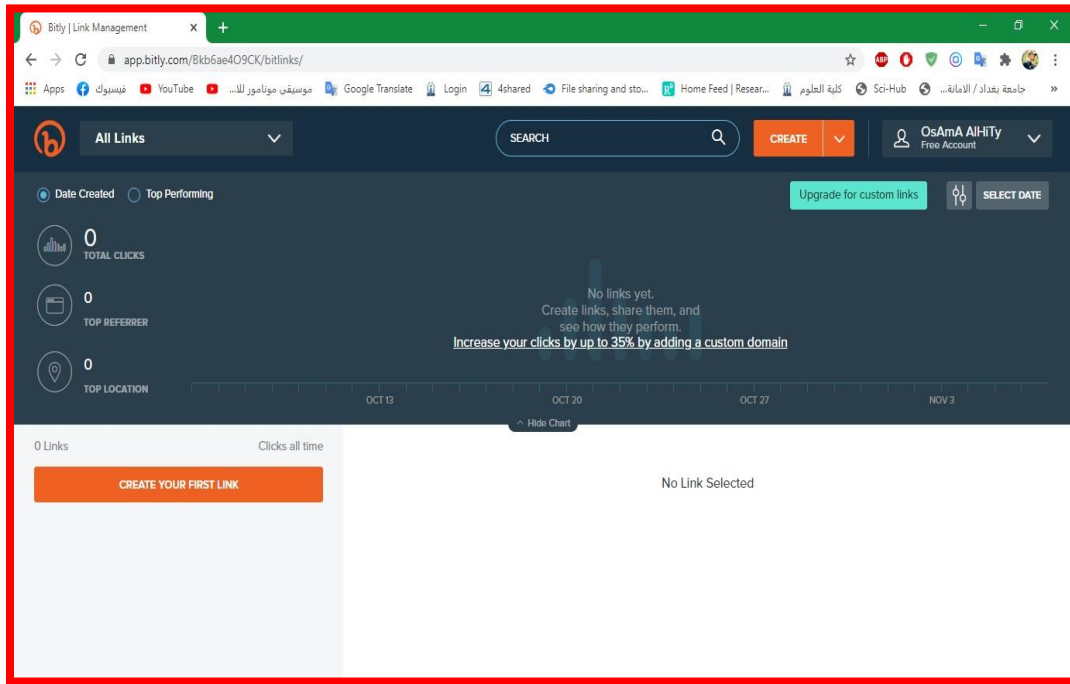 Bitly | Link Management
app.bitly.com/Bkb6ae4O9CK/bitlinks/
Apps فيسبوك YouTube موسيقى مونامور للا... Google Translate Login 4shared File sharing and sto... Home Feed | Resear... كلية العلوم Sci-Hub جامعة بغداد / الامانة... »
All Links SEARCH CREATE OsAmA AlHiTy
Free Account
Date Created Top Performing Upgrade for custom links SELECT DATE
0
TOTAL CLICKS
0
TOP REFERRER
0
TOP LOCATION
No links yet.
Create links, share them, and
see how they perform.
Increase your clicks by up to 35% by adding a custom domain
OCT 13 OCT 20 OCT 27 NOV 3
Hide Chart
0 Links Clicks all time
CREATE YOUR FIRST LINK
No Link Selected